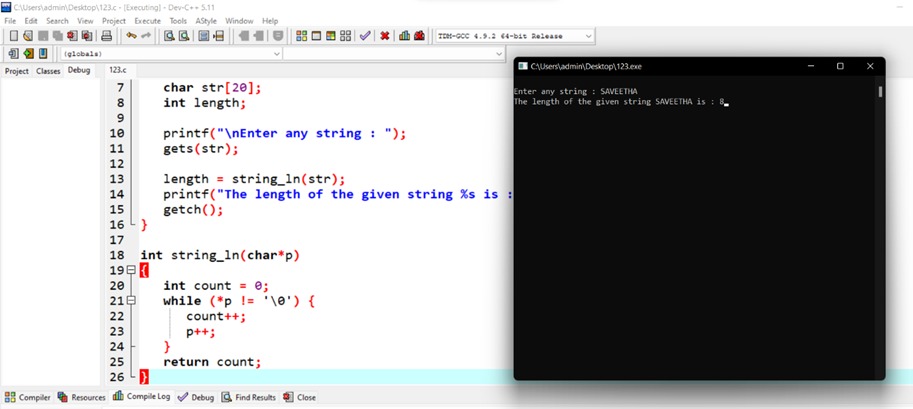 C:\Users\admin\Desktop\123.c - [Executing] - Dev-C++ 5.11
File Edit Search View Project Execute Tools AStyle Window Help
TDM-GCC 4.9.2 64-bit Release
(globals)
Project Classes Debug
123.c
7 char str[20];
8 int length;
9
10 printf("\nEnter any string : ");
11 gets(str);
12
13 length = string_ln(str);
14 printf("The length of the given string %s is :
15 getch();
16 }
17
18 int string_ln(char*p)
19 {
20 int count = 0;
21 while (*p != '\0') {
22 count++;
23 p++;
24 }
25 return count;
26 }
Compiler Resources Compile Log Debug Find Results Close
C:\Users\admin\Desktop\123.exe
Enter any string : SAVEETHA
The length of the given string SAVEETHA is : 8